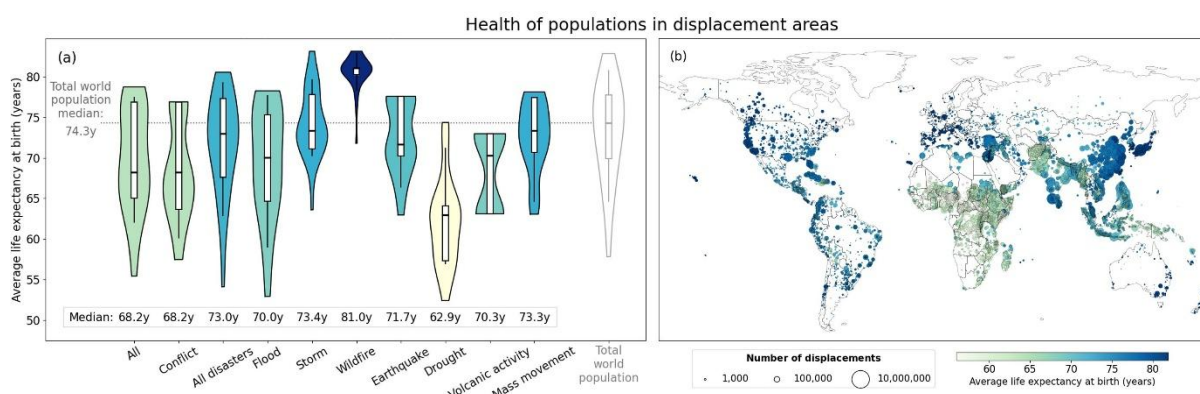 Health of populations in displacement areas
(a)
Average life expectancy at birth (years)
80
75
70
65
60
55
50
Total world
population
median:
74.3y
Median: 68.2y 68.2y 73.0y 70.0y 73.4y 81.0y 71.7y 62.9y 70.3y 73.3y
All
Conflict
All disasters
Flood
Storm
Wildfire
Earthquake
Drought
Volcanic activity
Mass movement
Total
world
population
(b)
Number of displacements
1,000 100,000 10,000,000
60 65 70 75 80
Average life expectancy at birth (years)